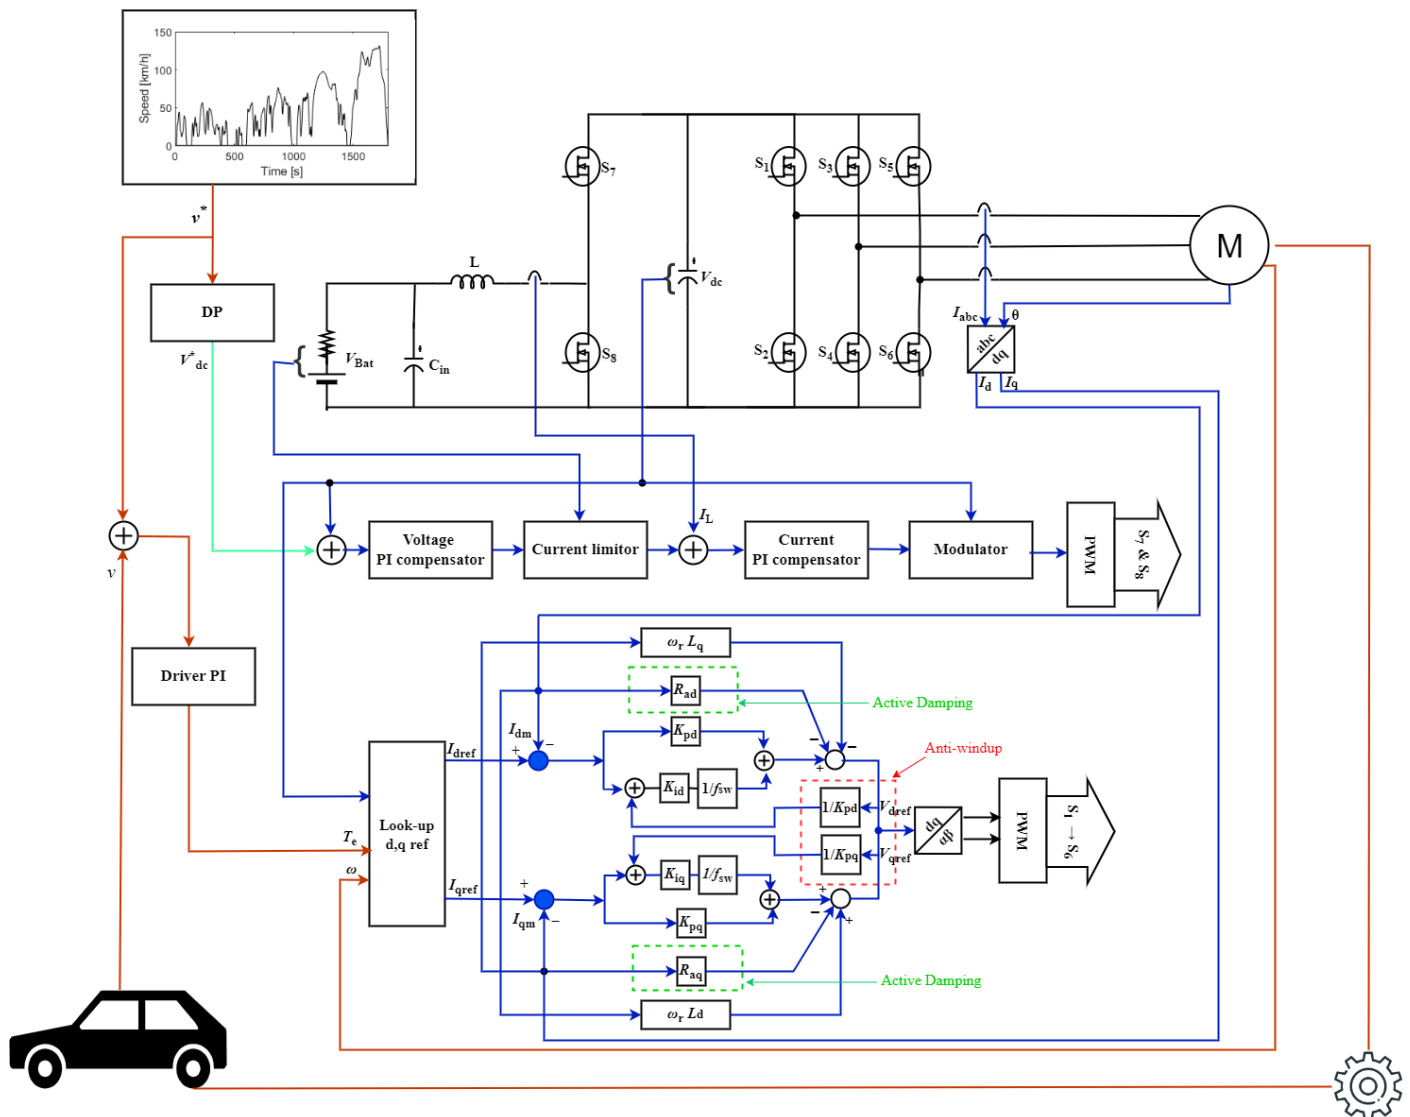 150
100
50
0
Speed [km/h]
0 500 1000 1500
Time [s]
v*
DP
V*dc
L
VBat
Cin
S7
S8
Vdc
S1 S3 S5
S2 S4 S6
M
Iabc θ
abc
dq
Id Iq
IL
v
Voltage
PI compensator
Current limitor
Current
PI compensator
Modulator
PWM
S7 & S8
Driver PI
ωr Lq
Rad
Active Damping
Idm
−
+
Idref
Kpd
− −
+
Kid
1/fsw
Anti-windup
1/Kpd
Vdref
1/Kpq
Vqref
dq
αβ
PWM
S1 → S6
Look-up
d,q ref
Te
ω
Iqref
+
Iqm
−
Kiq
1/fsw
Kpq
+
−
+
Raq
Active Damping
ωr Ld